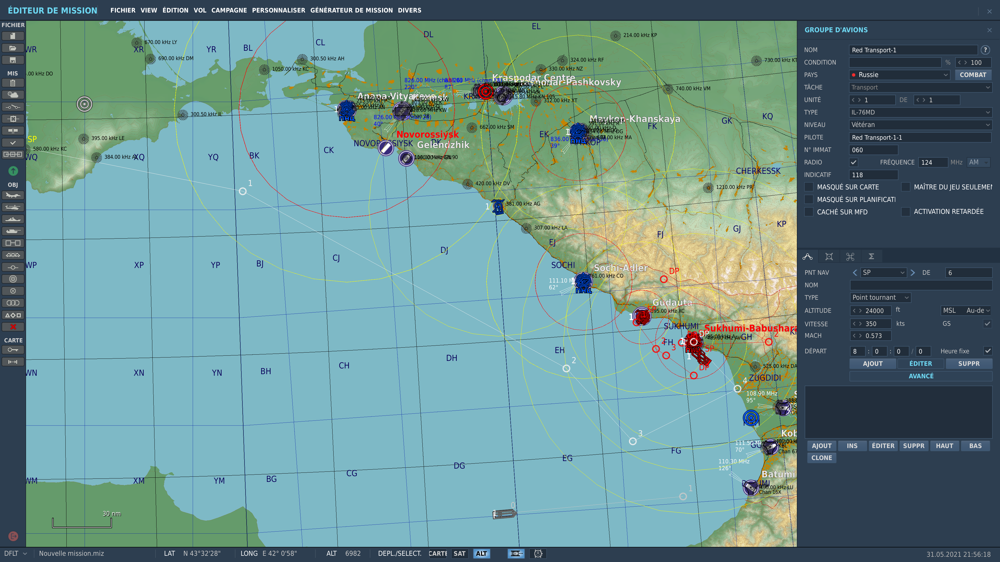 ÉDITEUR DE MISSION
FICHIER VIEW ÉDITION VOL CAMPAGNE PERSONNALISER GÉNÉRATEUR DE MISSION DIVERS
FICHIER
MIS
OBJ
CARTE
EL
DL
CL
BL
YR
XR
WR
670.00 kHz LY
690.00 kHz DM
.00 kHz DO
300.50 kHz AH
1050.00 kHz KC
214.00 kHz KP
324.00 kHz RF
330.00 kHz NZ
730.00 kHz KT
740.00 kHz VM
312.00 kHz XT
Kraspodar Centre
-Pashkovsky
220°
87°
300.50 kHz IL
662.00 kHz SM
826.00
40°
Maykop-Khanskaya
GK
KQ
FK
EK
836.00
39°
Novorossiysk
Gelendzhik
SP
395.00 kHz LE
580.00 kHz KC
384.00 kHz
WQ
XQ
YQ
BK
CK
DK
CHERKESSK
1
420.00 kHz DV
1210.00 kHz PR
1
381.00 kHz AG
307.00 kHz LA
KP
GJ
FJ
EJ
DJ
CJ
BJ
YP
XP
WP
SOCHI
Sochi-Adler
761.00 kHz CO
111.10 M
62°
DP
Gudauta
SP
395.00 kHz XC
1
SUKHUMI
Sukhumi-Babushara
DP
GH
2
FH
2
3
SP
DP
1
EH
DH
CH
BH
YN
XN
WN
2
525.00 kHz DA
ZUGDIDI
4
108.90 MHz
95°
3
Kob
111.50 M
70°
GG
Chan 67
FG
EG
DG
CG
BG
YM
XM
WM
110.30 MHz
126°
Batumi
Chan 16X
1
0
1
30 nm
GROUPE D'AVIONS
NOM Red Transport-1 ?
CONDITION % 100
PAYS Russie COMBAT
TÂCHE Transport
UNITÉ 1 DE 1
TYPE IL-76MD
NIVEAU Vétéran
PILOTE Red Transport-1-1
N° IMMAT 060
RADIO FRÉQUENCE 124 MHz AM
INDICATIF 118
MASQUÉ SUR CARTE MAÎTRE DU JEU SEULEMEN
MASQUÉ SUR PLANIFICATI
CACHÉ SUR MFD ACTIVATION RETARDÉE
PNT NAV SP DE 6
NOM
TYPE Point tournant
ALTITUDE 24000 ft MSL Au-de
VITESSE 350 kts GS
MACH 0.573
DÉPART 8 : 0 : 0 / 0 Heure fixe
AJOUT ÉDITER SUPPR
AVANCÉ
AJOUT INS ÉDITER SUPPR HAUT BAS
CLONE
DFLT Nouvelle mission.miz LAT N 43°32'28" LONG E 42° 0'58" ALT 6982 DEPL./SELECT. CARTE SAT ALT 31.05.2021 21:56:18